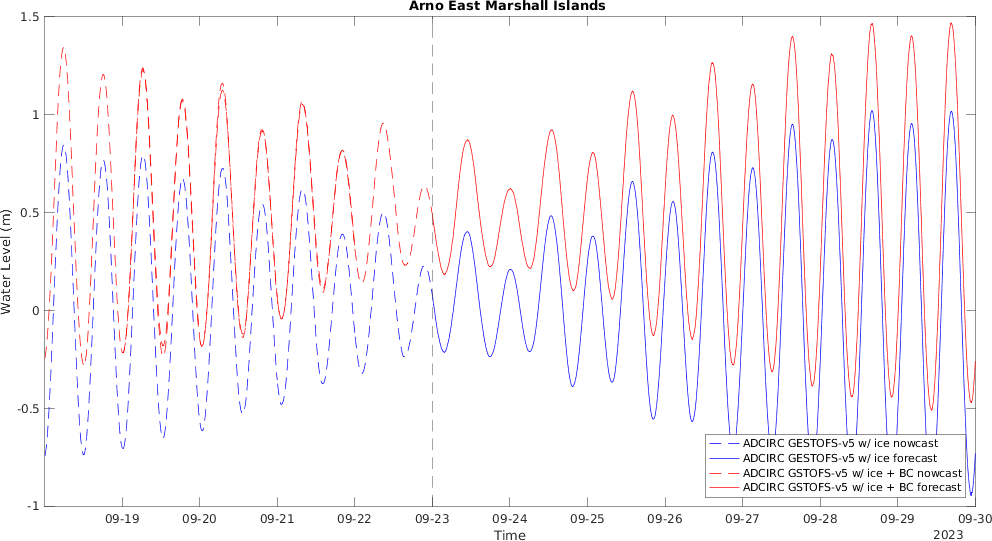 Arno East Marshall Islands
1.5
1
0.5
0
-0.5
-1
Water Level (m)
ADCIRC GESTOFS-v5 w/ ice nowcast
ADCIRC GESTOFS-v5 w/ ice forecast
ADCIRC GSTOFS-v5 w/ ice + BC nowcast
ADCIRC GSTOFS-v5 w/ ice + BC forecast
09-19 09-20 09-21 09-22 09-23 09-24 09-25 09-26 09-27 09-28 09-29 09-30
Time
2023